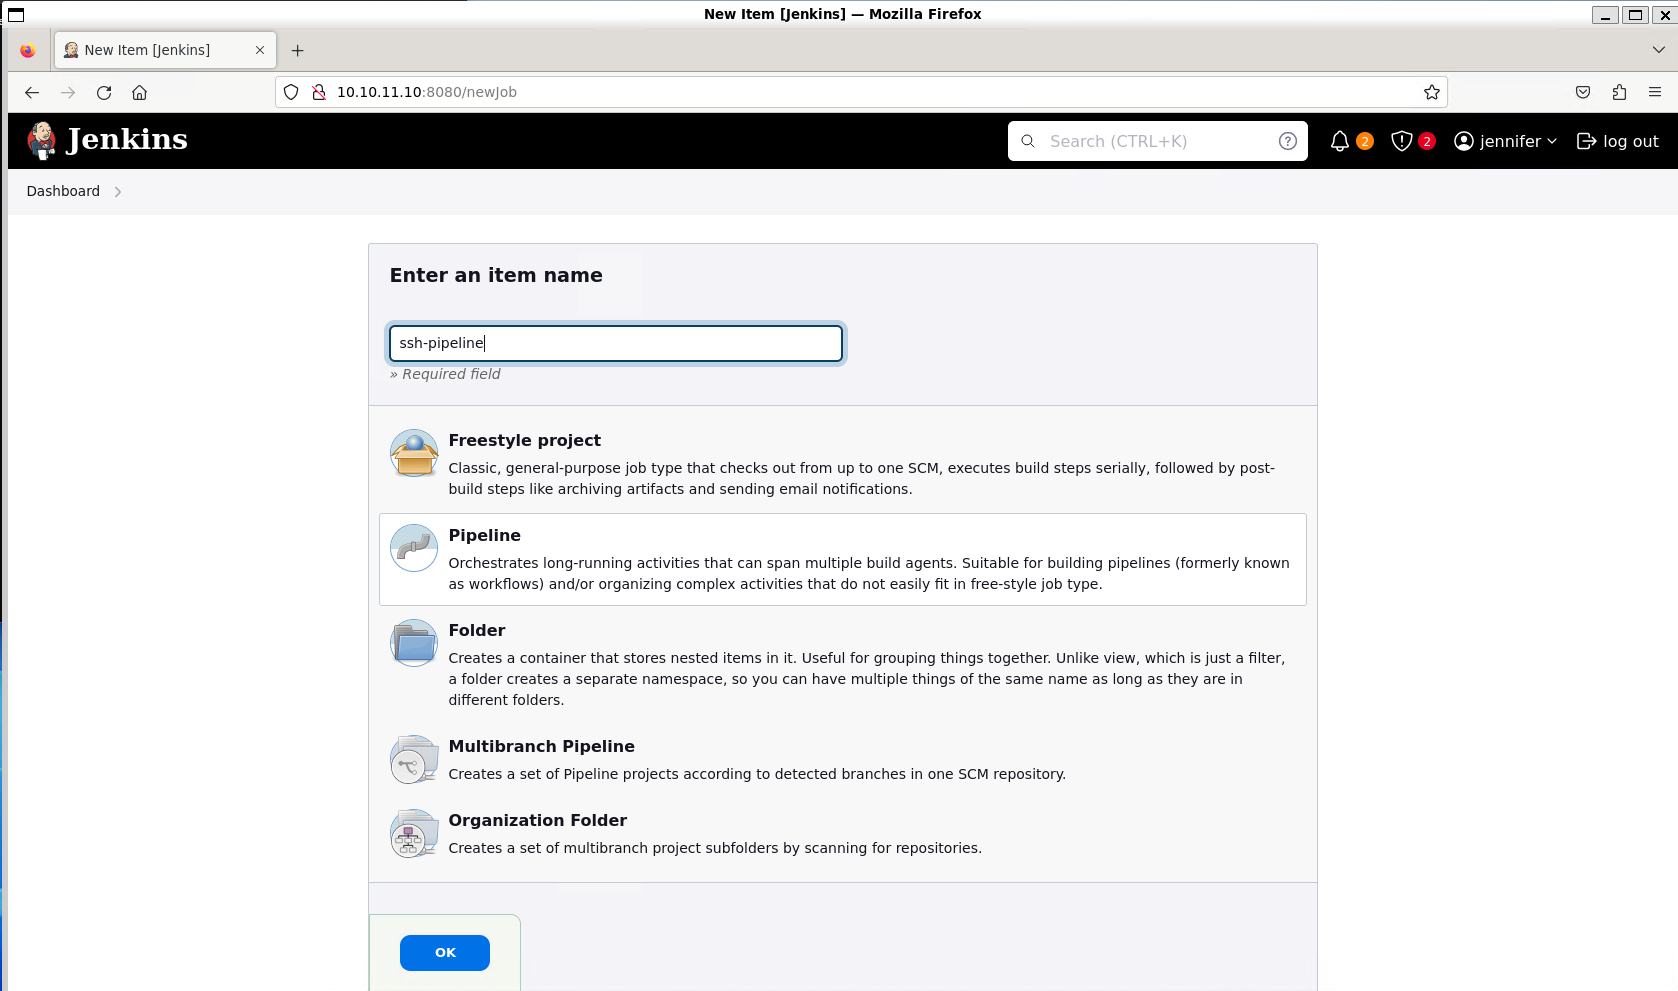 New Item [Jenkins] — Mozilla Firefox
New Item [Jenkins]
10.10.11.10:8080/newJob
Jenkins
Search (CTRL+K)
2
2
jennifer
log out
Dashboard
Enter an item name
ssh-pipeline
» Required field
Freestyle project
Classic, general-purpose job type that checks out from up to one SCM, executes build steps serially, followed by post-
build steps like archiving artifacts and sending email notifications.
Pipeline
Orchestrates long-running activities that can span multiple build agents. Suitable for building pipelines (formerly known
as workflows) and/or organizing complex activities that do not easily fit in free-style job type.
Folder
Creates a container that stores nested items in it. Useful for grouping things together. Unlike view, which is just a filter,
a folder creates a separate namespace, so you can have multiple things of the same name as long as they are in
different folders.
Multibranch Pipeline
Creates a set of Pipeline projects according to detected branches in one SCM repository.
Organization Folder
Creates a set of multibranch project subfolders by scanning for repositories.
OK